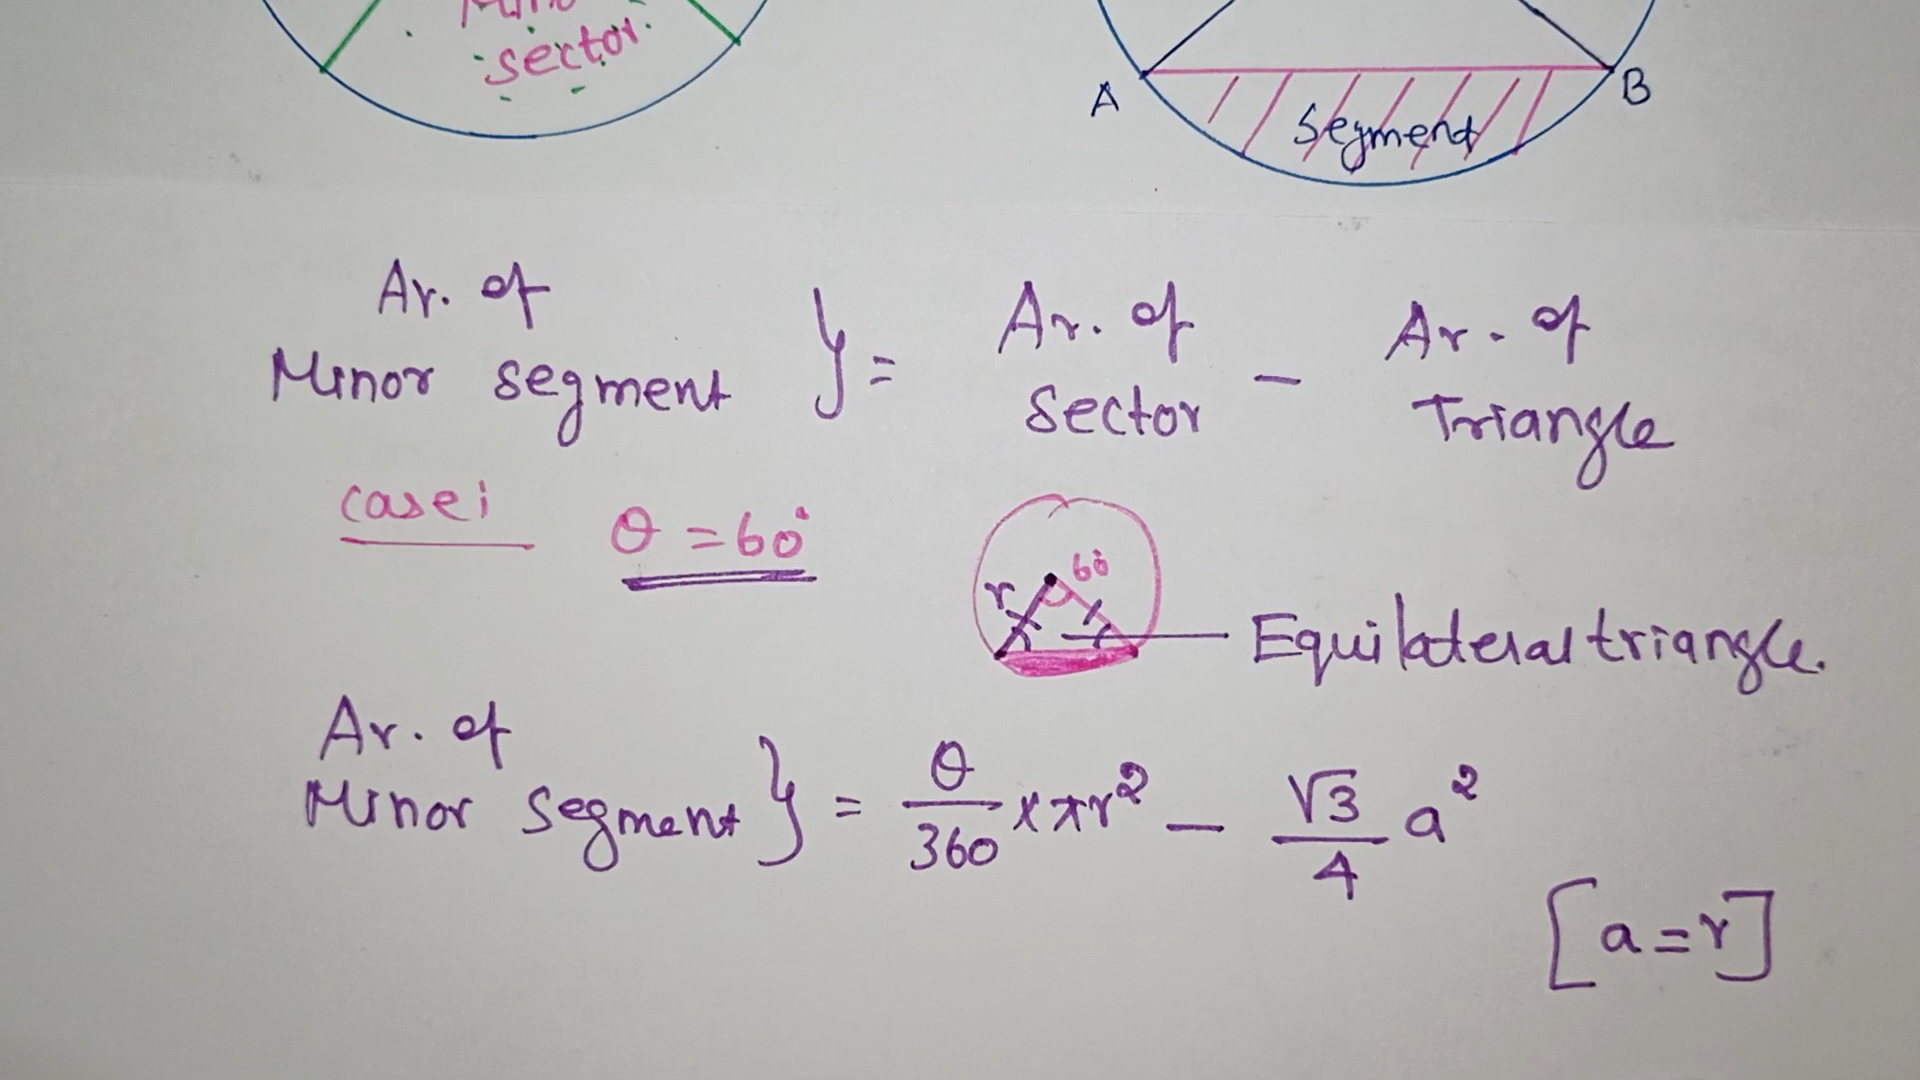 sector
A
B
Segment
Ar. of
Minor segment } =
Ar. of
Sector
-
Ar. of
Triangle
case i
θ = 60°
60°
r
Equilateral triangle.
Ar. of
Minor segment } = θ/360 × πr² - √3/4 a²
[a=r]